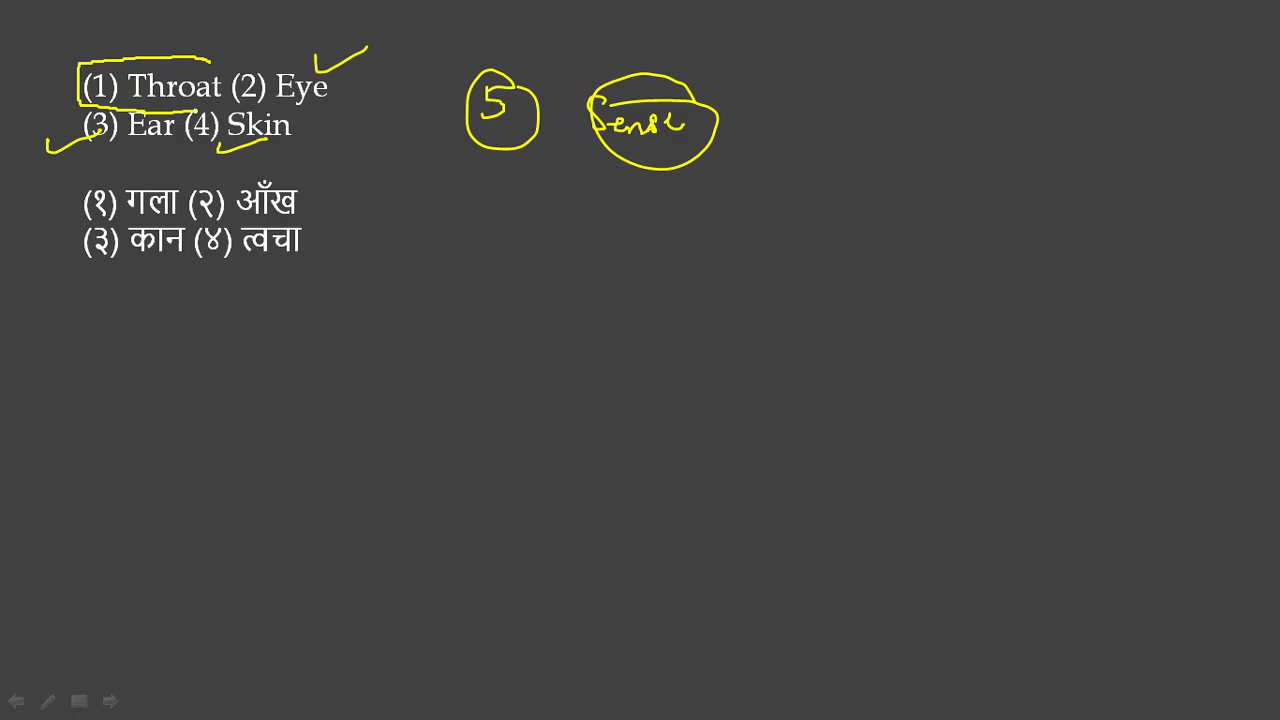 (1) Throat (2) Eye
(3) Ear (4) Skin
5 Sense
(१) गला (२) आँख
(३) कान (४) त्वचा